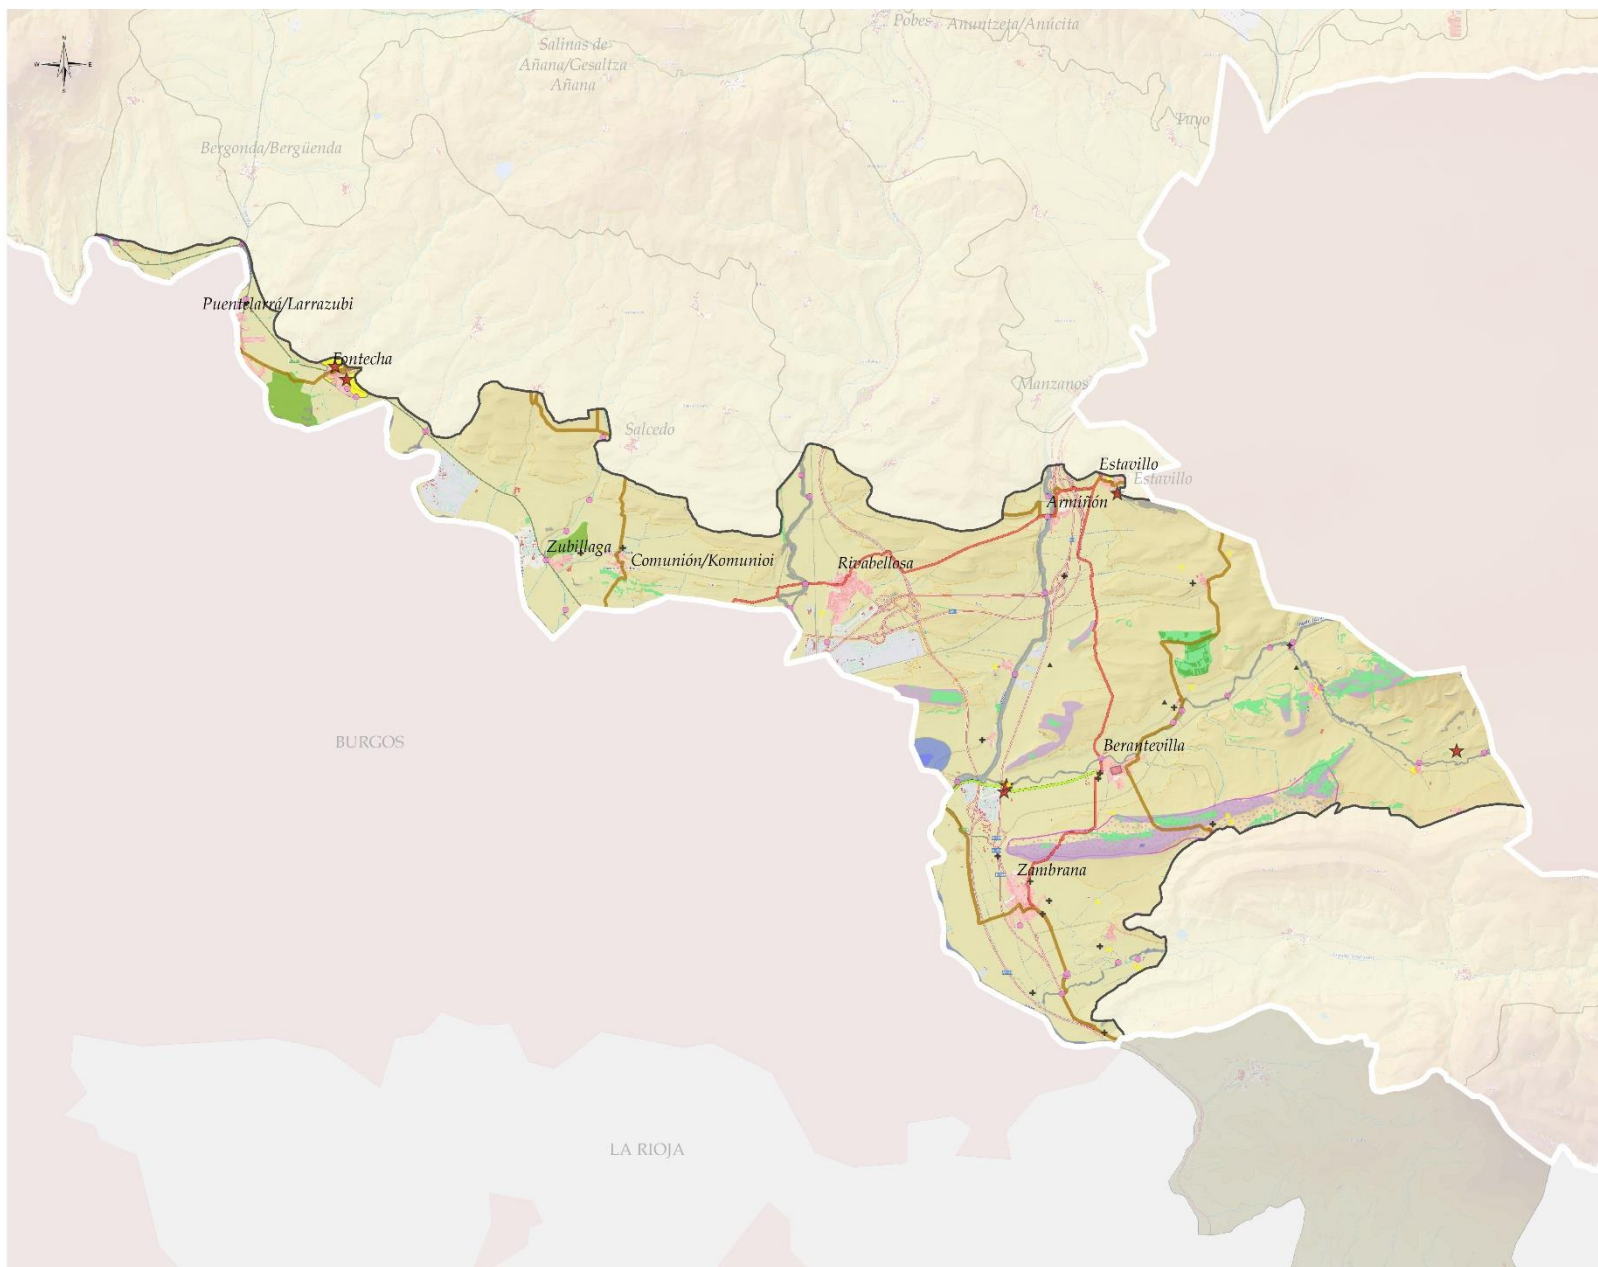 Pobes
Anuntzeta/Anúcita
Salinas de
Añana/Gesaltza
Añana
N
W
E
S
Tuyo
Bergonda/Bergüenda
Puentelarrá/Larrazubi
Fontecha
Manzanos
Salcedo
Estavillo
Estavillo
Armiñón
Zubillaga
Comunión/Komunioi
Rivabellosa
BURGOS
Berantevilla
Zambrana
LA RIOJA